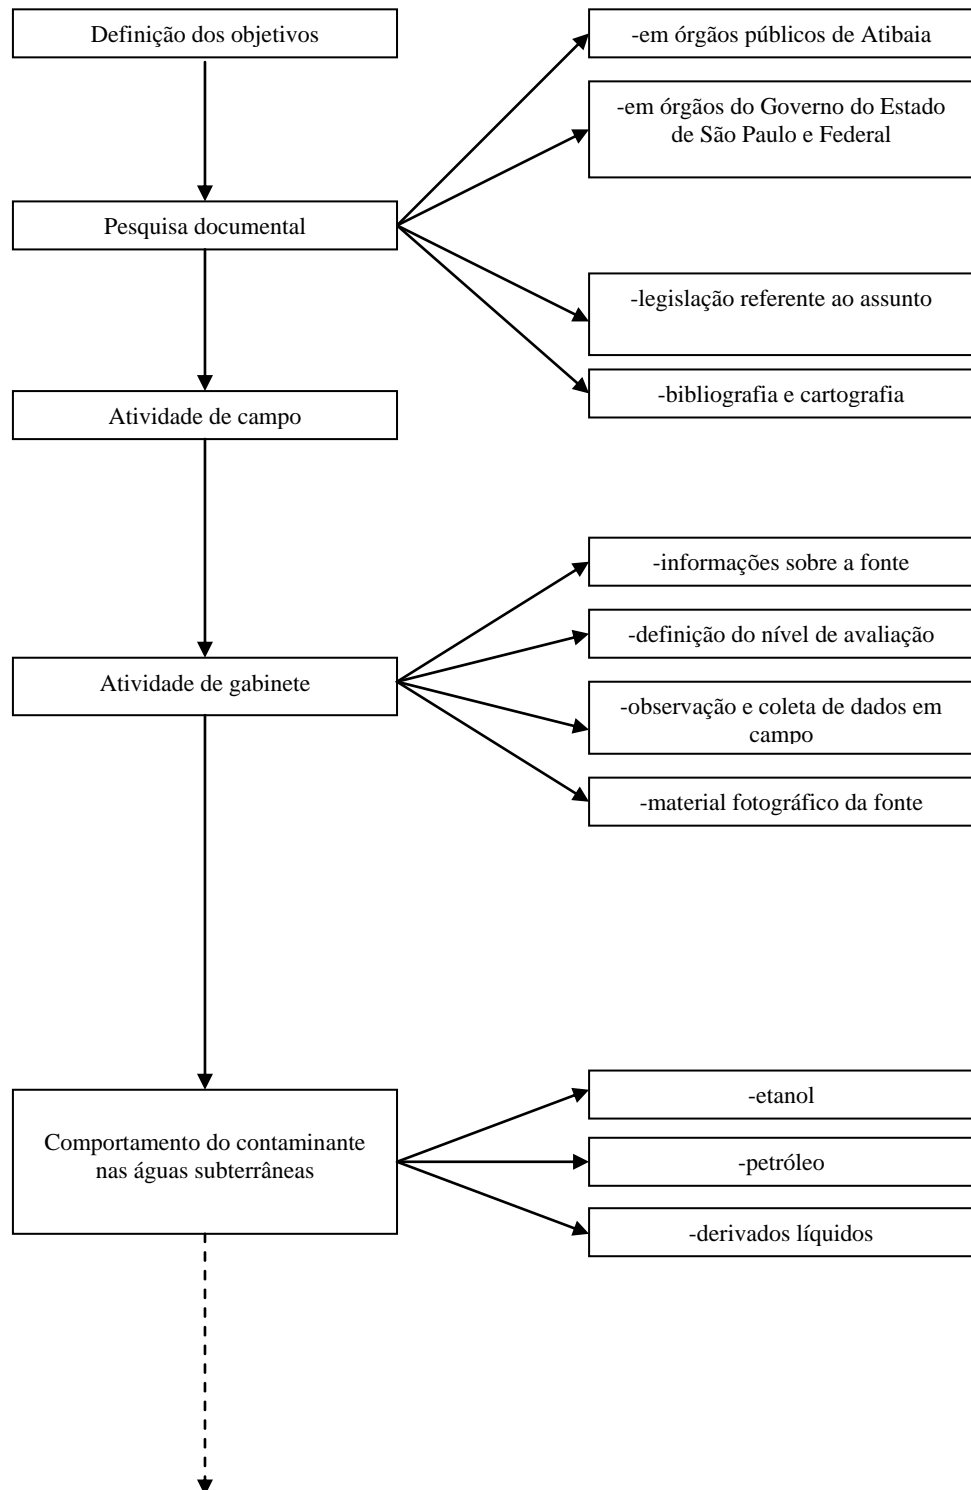 Definição dos objetivos
-em órgãos públicos de Atibaia
-em órgãos do Governo do Estado
de São Paulo e Federal
Pesquisa documental
-legislação referente ao assunto
-bibliografia e cartografia
Atividade de campo
-informações sobre a fonte
-definição do nível de avaliação
Atividade de gabinete
-observação e coleta de dados em
campo
-material fotográfico da fonte
Comportamento do contaminante
nas águas subterrâneas
-etanol
-petróleo
-derivados líquidos